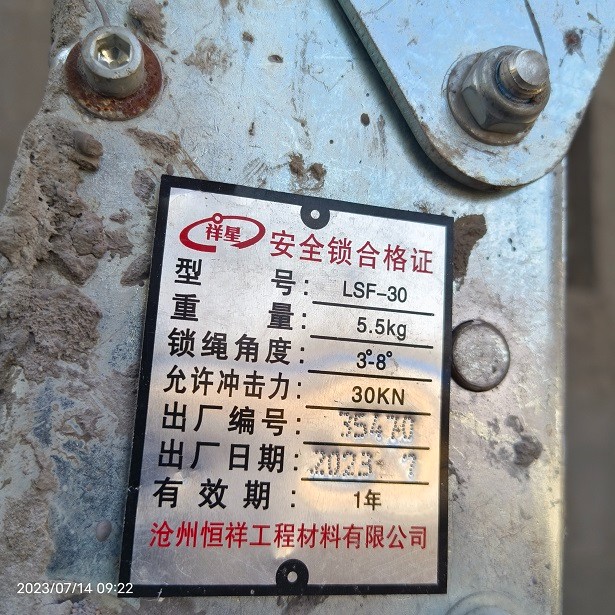 祥星 安全锁合格证
型号: LSF-30
重量: 5.5kg
锁绳角度: 3°-8°
允许冲击力: 30KN
出厂编号: 35470
出厂日期: 2023. 7
有效期: 1年
沧州恒祥工程材料有限公司
2023/07/14 09:22